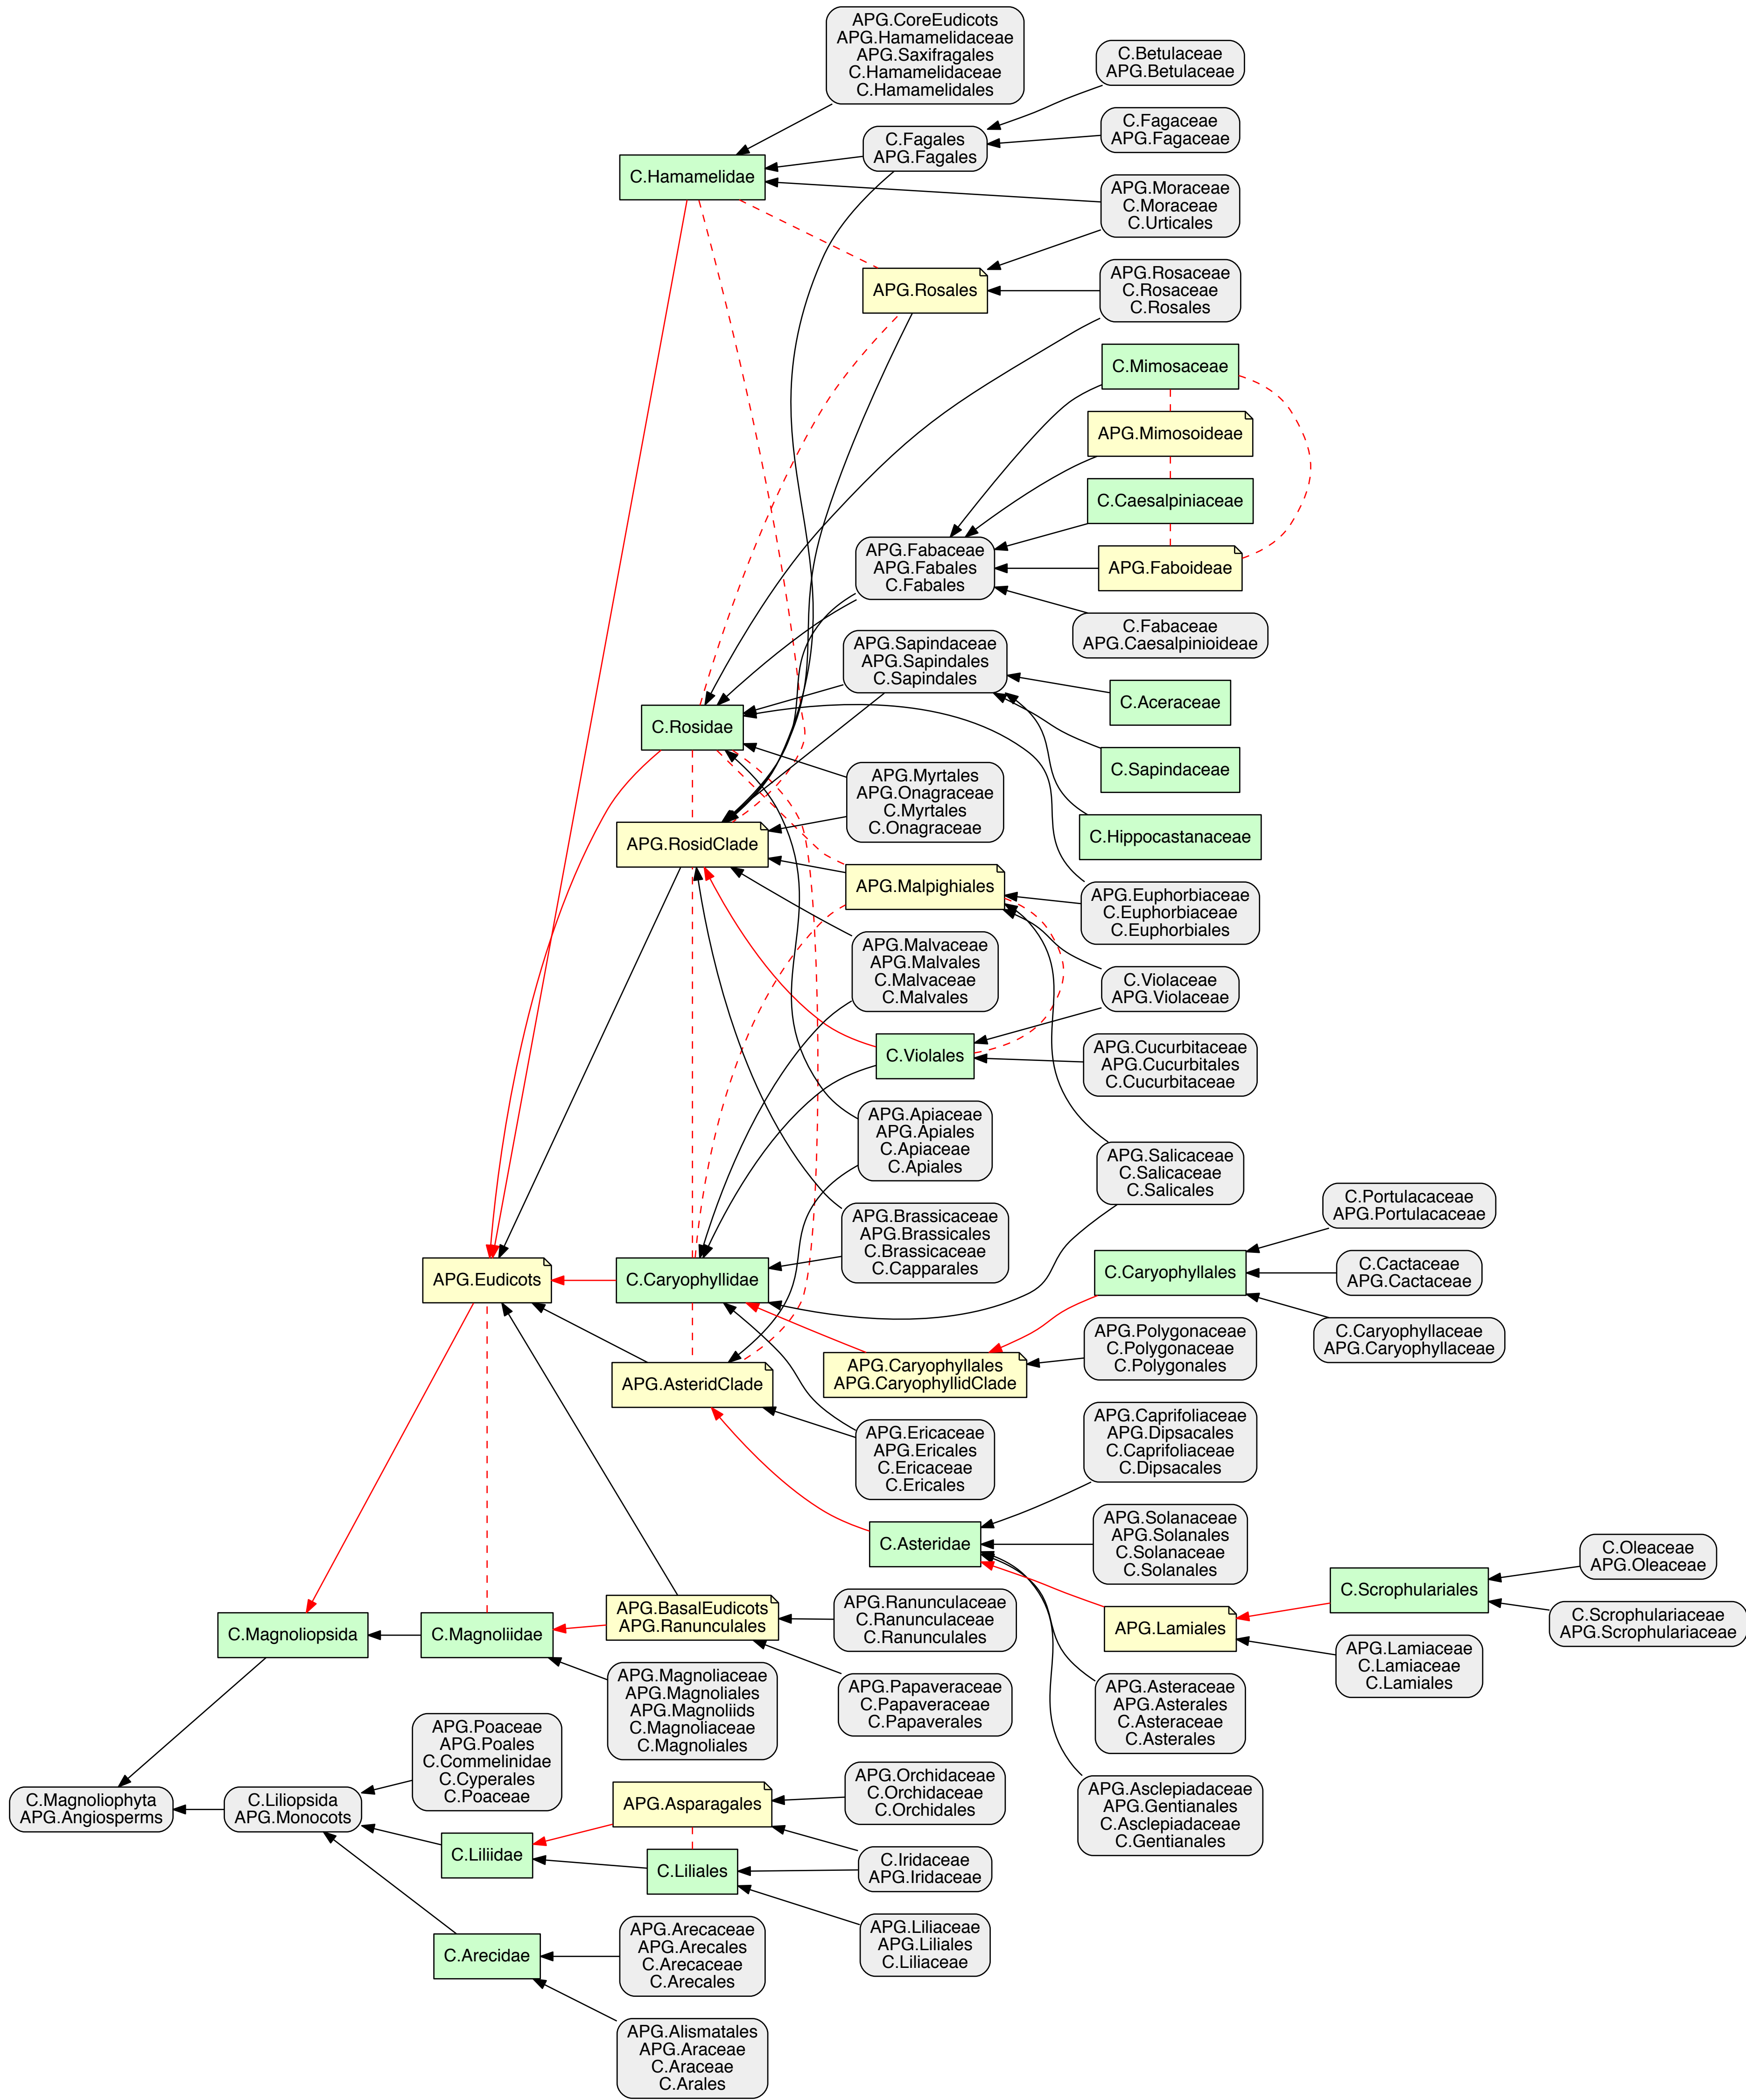 APG.CoreEudicots
APG.Hamamelidaceae
APG.Saxifragales
C.Hamamelidaceae
C.Hamamelidales
C.Betulaceae
APG.Betulaceae
C.Fagaceae
APG.Fagaceae
C.Fagales
APG.Fagales
C.Hamamelidae
APG.Moraceae
C.Moraceae
C.Urticales
APG.Rosales
APG.Rosaceae
C.Rosaceae
C.Rosales
C.Mimosaceae
APG.Mimosoideae
C.Caesalpiniaceae
APG.Fabaceae
APG.Fabales
C.Fabales
APG.Faboideae
C.Fabaceae
APG.Caesalpinioideae
APG.Sapindaceae
APG.Sapindales
C.Sapindales
C.Aceraceae
C.Rosidae
C.Sapindaceae
APG.Myrtales
APG.Onagraceae
C.Myrtales
C.Onagraceae
C.Hippocastanaceae
APG.RosidClade
APG.Malpighiales
APG.Euphorbiaceae
C.Euphorbiaceae
C.Euphorbiales
APG.Malvaceae
APG.Malvales
C.Malvaceae
C.Malvales
C.Violaceae
APG.Violaceae
C.Violales
APG.Cucurbitaceae
APG.Cucurbitales
C.Cucurbitaceae
APG.Apiaceae
APG.Apiales
C.Apiaceae
C.Apiales
APG.Salicaceae
C.Salicaceae
C.Salicales
C.Portulacaceae
APG.Portulacaceae
APG.Brassicaceae
APG.Brassicales
C.Brassicaceae
C.Capparales
APG.Eudicots
C.Caryophyllidae
C.Caryophyllales
C.Cactaceae
APG.Cactaceae
C.Caryophyllaceae
APG.Caryophyllaceae
APG.Polygonaceae
C.Polygonaceae
C.Polygonales
APG.AsteridClade
APG.Caryophyllales
APG.CaryophyllidClade
APG.Caprifoliaceae
APG.Dipsacales
C.Caprifoliaceae
C.Dipsacales
APG.Ericaceae
APG.Ericales
C.Ericaceae
C.Ericales
C.Asteridae
APG.Solanaceae
APG.Solanales
C.Solanaceae
C.Solanales
C.Oleaceae
APG.Oleaceae
C.Scrophulariales
C.Scrophulariaceae
APG.Scrophulariaceae
APG.Lamiales
APG.Lamiaceae
C.Lamiaceae
C.Lamiales
C.Magnoliopsida
C.Magnoliidae
APG.BasalEudicots
APG.Ranunculales
APG.Ranunculaceae
C.Ranunculaceae
C.Ranunculales
APG.Magnoliaceae
APG.Magnoliales
APG.Magnoliids
C.Magnoliaceae
C.Magnoliales
APG.Papaveraceae
C.Papaveraceae
C.Papaverales
APG.Asteraceae
APG.Asterales
C.Asteraceae
C.Asterales
APG.Poaceae
APG.Poales
C.Commelinidae
C.Cyperales
C.Poaceae
C.Magnoliophyta
APG.Angiosperms
C.Liliopsida
APG.Monocots
APG.Asparagales
APG.Orchidaceae
C.Orchidaceae
C.Orchidales
APG.Asclepiadaceae
APG.Gentianales
C.Asclepiadaceae
C.Gentianales
C.Liliidae
C.Liliales
C.Iridaceae
APG.Iridaceae
APG.Liliaceae
APG.Liliales
C.Liliaceae
C.Arecidae
APG.Arecaceae
APG.Arecales
C.Arecaceae
C.Arecales
APG.Alismatales
APG.Araceae
C.Araceae
C.Arales